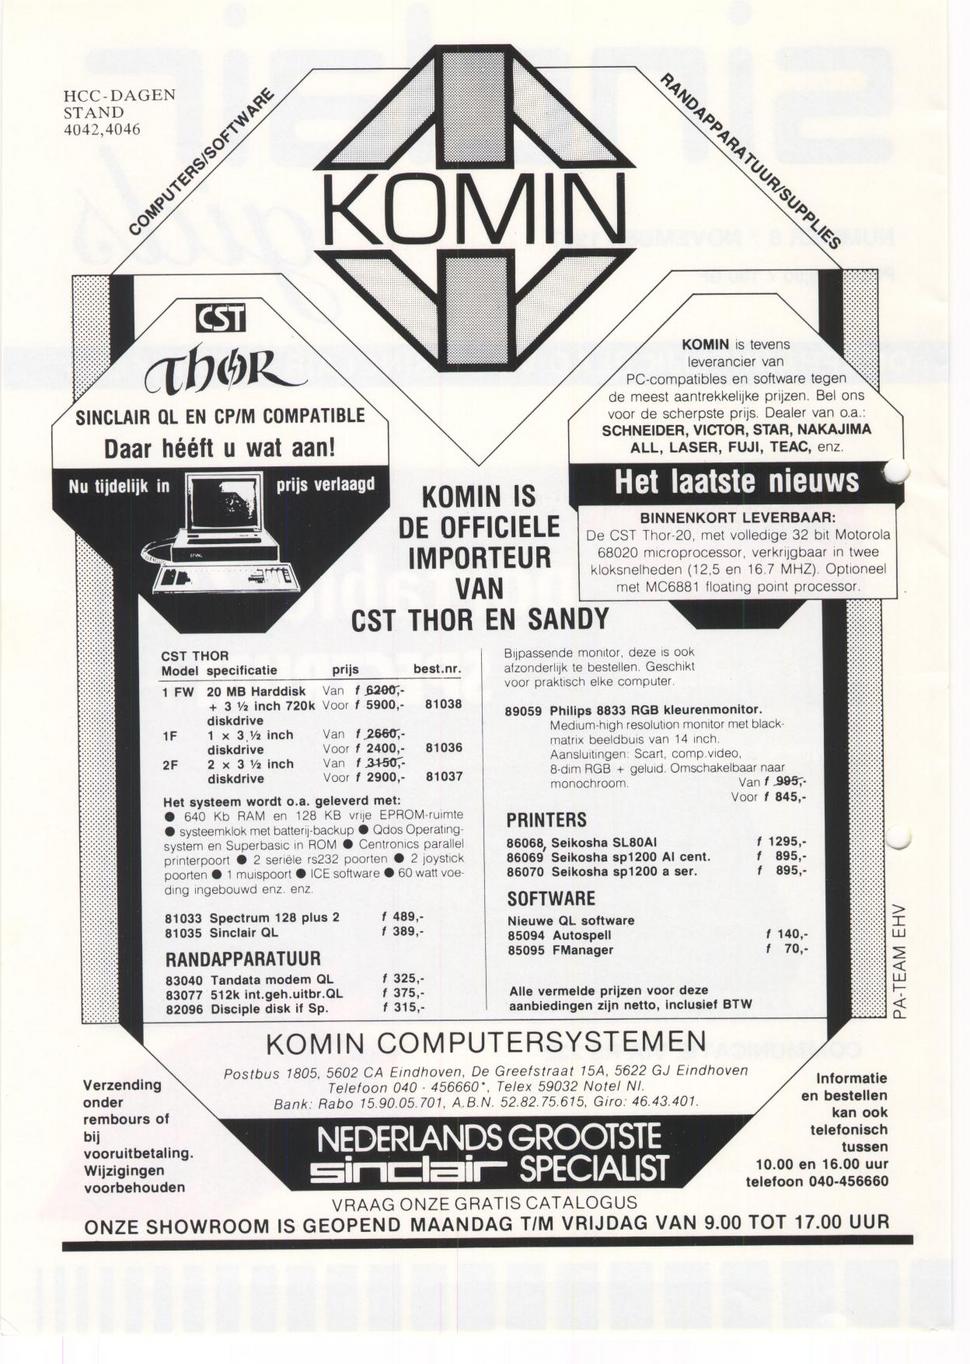 HCC-DAGEN
STAND
4042,4046
COMPUTERS/SOFTWARE
RANDAPPARATUUR/SUPPLIES
KOMIN
CST
Thor
SINCLAIR QL EN CP/M COMPATIBLE
Daar hééft u wat aan!
Nu tijdelijk in prijs verlaagd
KOMIN is tevens
leverancier van
PC-compatibles en software tegen
de meest aantrekkelijke prijzen. Bel ons
voor de scherpste prijs. Dealer van o.a.:
SCHNEIDER, VICTOR, STAR, NAKAJIMA
ALL, LASER, FUJI, TEAC, enz.
Het laatste nieuws
BINNENKORT LEVERBAAR:
De CST Thor-20, met volledige 32 bit Motorola
68020 microprocessor, verkrijgbaar in twee
kloksnelheden (12,5 en 16.7 MHZ). Optioneel
met MC6881 floating point processor.
KOMIN IS
DE OFFICIELE
IMPORTEUR
VAN
CST THOR EN SANDY
CST THOR
Model specificatie prijs best.nr.
1 FW 20 MB Harddisk Van f 6200,-
+ 3 ½ inch 720k Voor f 5900,- 81038
diskdrive
1F 1 x 3 ½ inch Van f 2660,-
diskdrive Voor f 2400,- 81036
2F 2 x 3 ½ inch Van f 3150,-
diskdrive Voor f 2900,- 81037
Het systeem wordt o.a. geleverd met:
● 640 Kb RAM en 128 KB vrije EPROM-ruimte
● systeemklok met batterij-backup ● Qdos Operating-
system en Superbasic in ROM ● Centronics parallel
printerpoort ● 2 seriële rs232 poorten ● 2 joystick
poorten ● 1 muispoort ● ICE software ● 60 watt voe-
ding ingebouwd enz. enz.
81033 Spectrum 128 plus 2 f 489,-
81035 Sinclair QL f 389,-
RANDAPPARATUUR
83040 Tandata modem QL f 325,-
83077 512k int.geh.uitbr.QL f 375,-
82096 Disciple disk if Sp. f 315,-
Bijpassende monitor, deze is ook
afzonderlijk te bestellen. Geschikt
voor praktisch elke computer.
89059 Philips 8833 RGB kleurenmonitor.
Medium-high resolution monitor met black-
matrix beeldbuis van 14 inch.
Aansluitingen: Scart, comp.video,
8-dim RGB + geluid. Omschakelbaar naar
monochroom. Van f 995,-
Voor f 845,-
PRINTERS
86068, Seikosha SL80AI f 1295,-
86069 Seikosha sp1200 AI cent. f 895,-
86070 Seikosha sp1200 a ser. f 895,-
SOFTWARE
Nieuwe QL software
85094 Autospell f 140,-
85095 FManager f 70,-
Alle vermelde prijzen voor deze
aanbiedingen zijn netto, inclusief BTW
PA-TEAM EHV
KOMIN COMPUTERSYSTEMEN
Postbus 1805, 5602 CA Eindhoven, De Greefstraat 15A, 5622 GJ Eindhoven
Telefoon 040 - 456660*, Telex 59032 Notel Nl.
Bank: Rabo 15.90.05.701, A.B.N. 52.82.75.615, Giro: 46.43.401.
Verzending
onder
rembours of
bij
vooruitbetaling.
Wijzigingen
voorbehouden
NEDERLANDS GROOTSTE
sinclair SPECIALIST
Informatie
en bestellen
kan ook
telefonisch
tussen
10.00 en 16.00 uur
telefoon 040-456660
VRAAG ONZE GRATIS CATALOGUS
ONZE SHOWROOM IS GEOPEND MAANDAG T/M VRIJDAG VAN 9.00 TOT 17.00 UUR